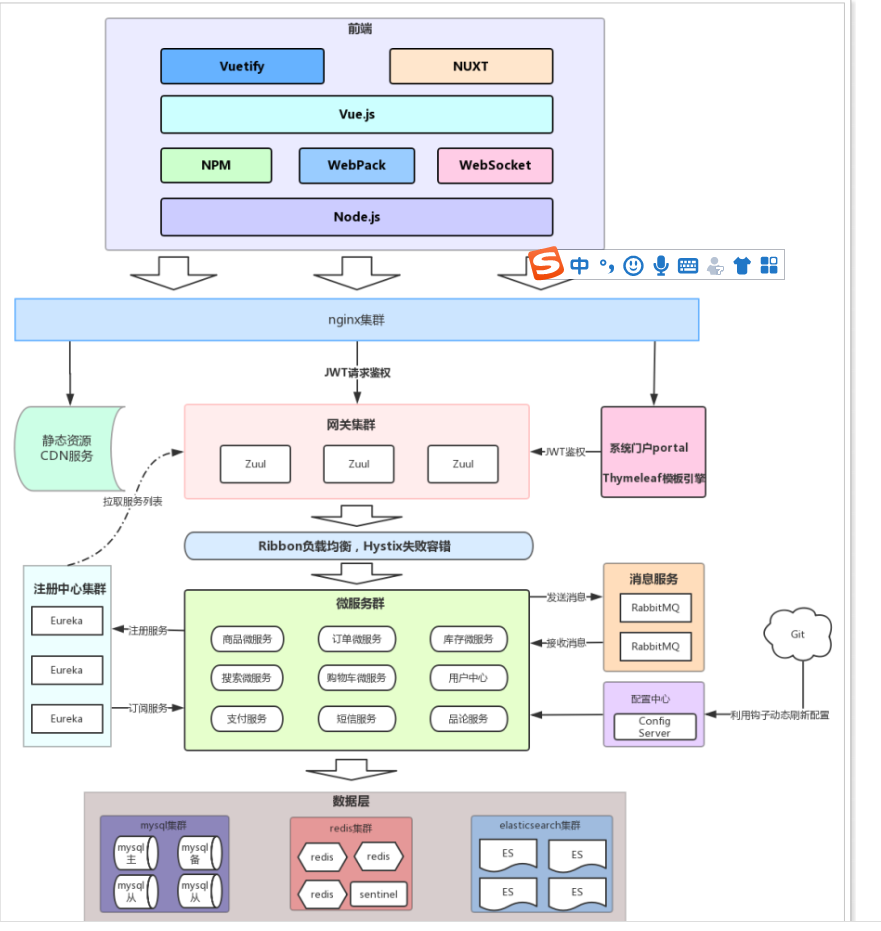 前端
Vuetify
NUXT
Vue.js
NPM
WebPack
WebSocket
Node.js
中
nginx集群
JWT请求鉴权
静态资源
CDN服务
网关集群
Zuul
Zuul
Zuul
JWT鉴权
系统门户portal
Thymeleaf模板引擎
拉取服务列表
Ribbon负载均衡，Hystix失败容错
注册中心集群
Eureka
Eureka
Eureka
注册服务
订阅服务
微服务群
商品微服务
订单微服务
库存微服务
搜索微服务
购物车微服务
用户中心
支付服务
短信服务
品论服务
发送消息
接收消息
消息服务
RabbitMQ
RabbitMQ
Git
配置中心
Config
Server
利用钩子动态刷新配置
数据层
mysql集群
mysql
主
mysql
备
mysql
从
mysql
从
redis集群
redis
redis
redis
sentinel
elasticsearch集群
ES
ES
ES
ES